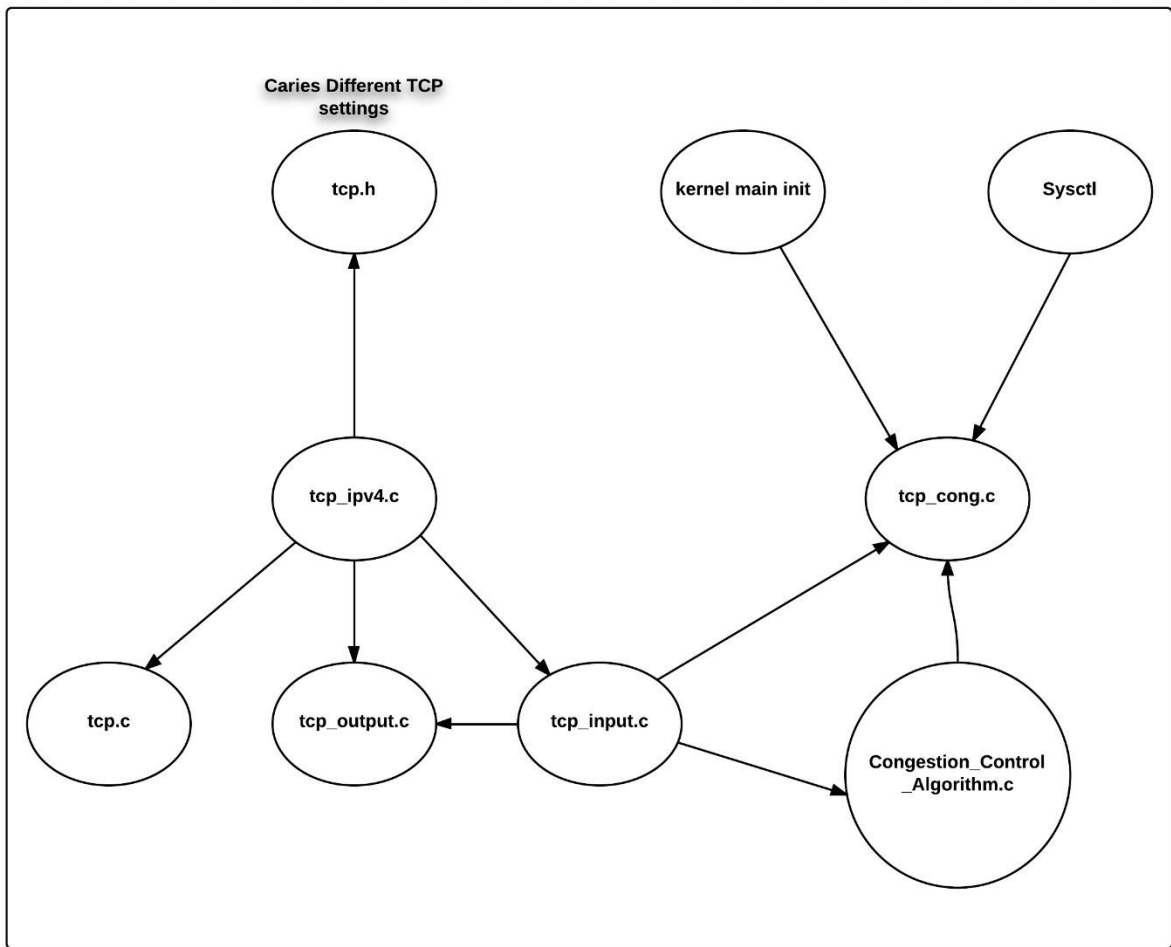 Caries Different TCP
settings
tcp.h
kernel main init
Sysctl
tcp_ipv4.c
tcp_cong.c
tcp.c
tcp_output.c
tcp_input.c
Congestion_Control
_Algorithm.c